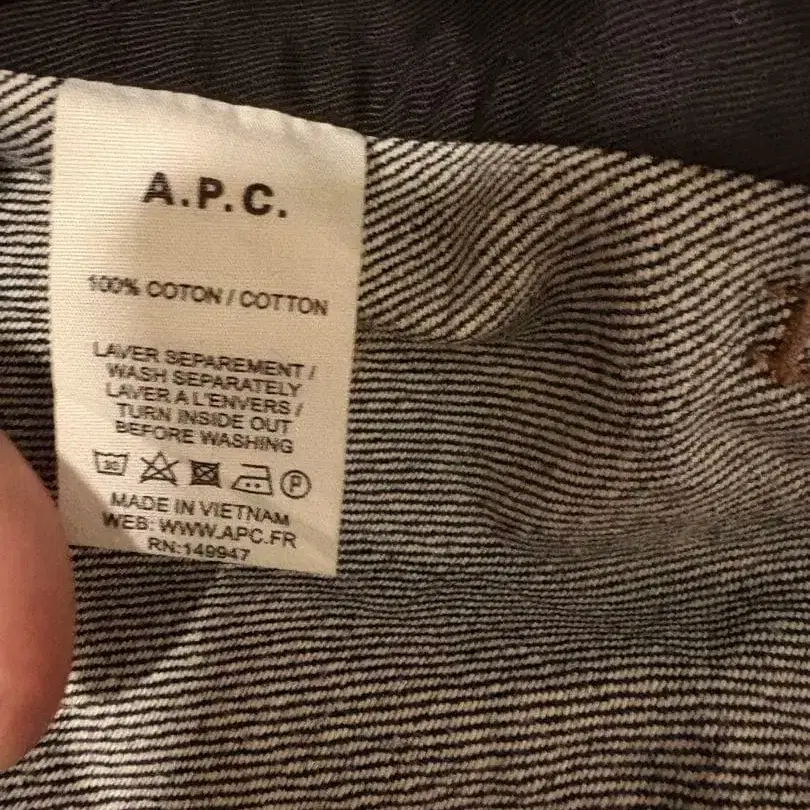 A.P.C.
100% COTON / COTTON
LAVER SEPAREMENT /
WASH SEPARATELY
LAVER A L'ENVERS /
TURN INSIDE OUT
BEFORE WASHING
30 P
MADE IN VIETNAM
WEB: WWW.APC.FR
RN:149947